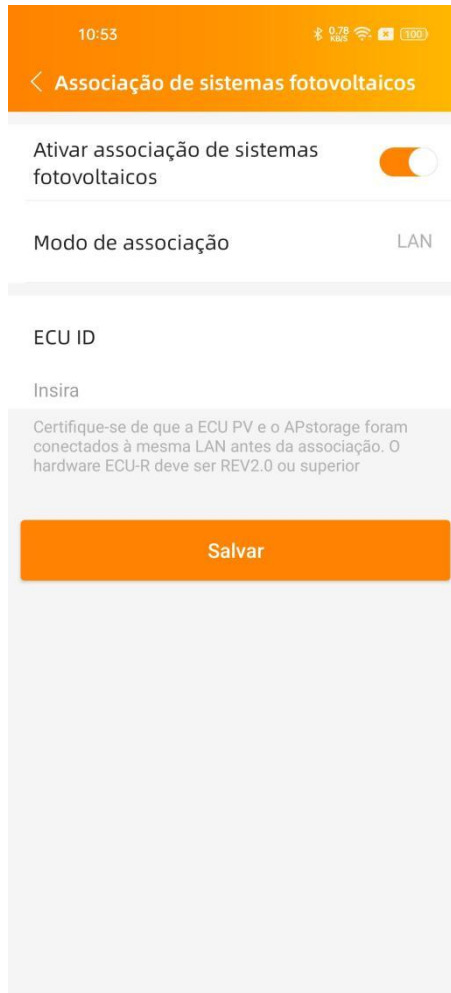 10:53
0.78
KB/S
100
Associação de sistemas fotovoltaicos
Ativar associação de sistemas
fotovoltaicos
Modo de associação
LAN
ECU ID
Insira
Certifique-se de que a ECU PV e o APstorage foram
conectados à mesma LAN antes da associação. O
hardware ECU-R deve ser REV2.0 ou superior
Salvar